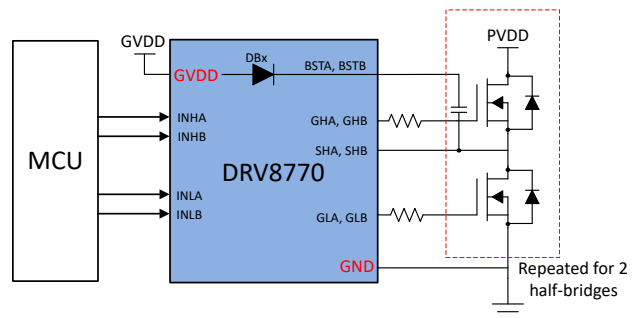 GVDD
PVDD
DBx
BSTA, BSTB
GVDD
INHA
GHA, GHB
INHB
MCU
SHA, SHB
DRV8770
INLA
INLB
GLA, GLB
GND
Repeated for 2
half-bridges